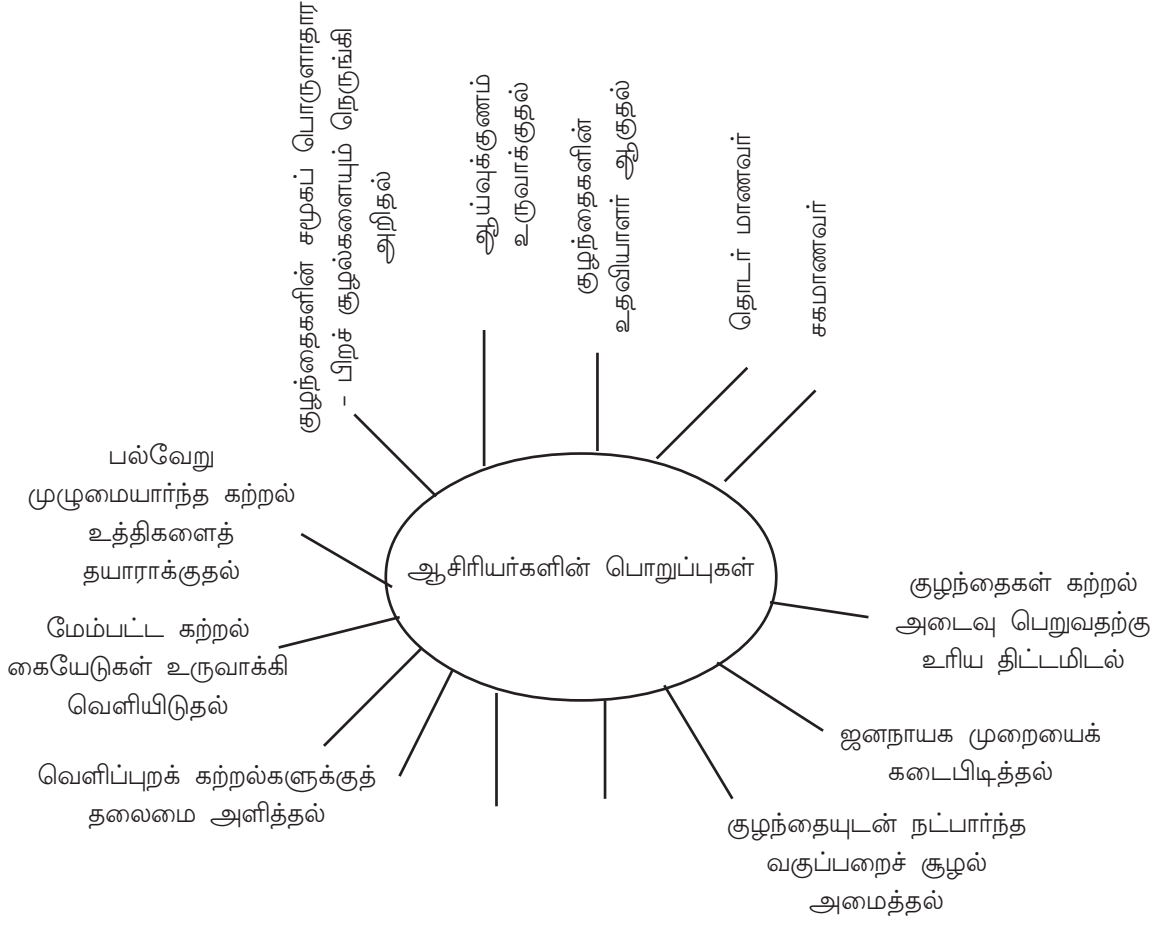 குழந்தைகளின் சமூகப் பொருளாதார
- பிறச் சூழல்களையும் நெருங்கி
அறிதல்
ஆய்வுக்குணம்
உருவாக்குதல்
குழந்தைகளின்
உதவியாளர் ஆகுதல்
தொடர் மாணவர்
சகமாணவர்
பல்வேறு
முழுமையார்ந்த கற்றல்
உத்திகளைத்
தயாராக்குதல்
ஆசிரியர்களின் பொறுப்புகள்
குழந்தைகள் கற்றல்
அடைவு பெறுவதற்கு
உரிய திட்டமிடல்
மேம்பட்ட கற்றல்
கையேடுகள் உருவாக்கி
வெளியிடுதல்
ஜனநாயக முறையைக்
கடைபிடித்தல்
வெளிப்புறக் கற்றல்களுக்குத்
தலைமை அளித்தல்
குழந்தையுடன் நட்பார்ந்த
வகுப்பறைச் சூழல்
அமைத்தல்